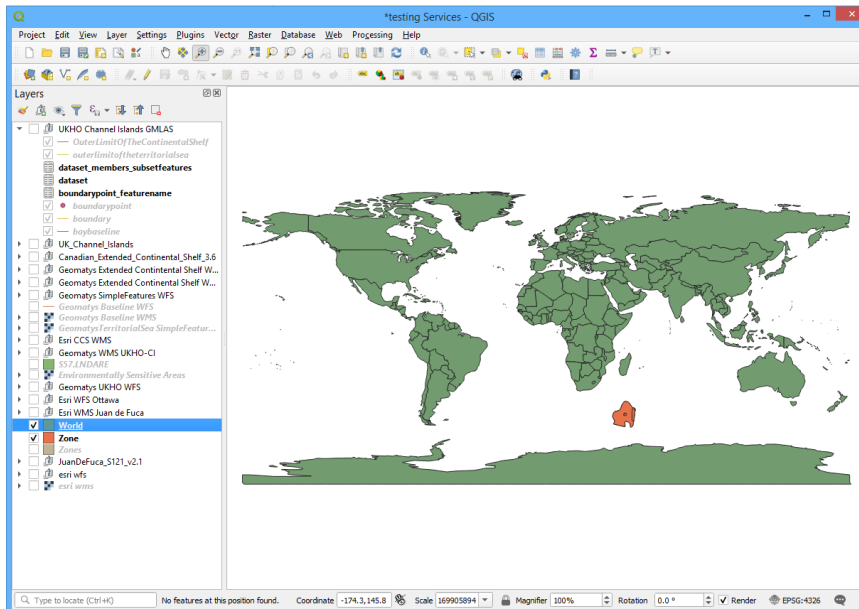 *testing Services - QGIS
Project Edit View Layer Settings Plugins Vector Raster Database Web Processing Help
Layers
UKHO Channel Islands GMLAS
OuterLimitOfTheContinentalShelf
outerlimitoftheterritorialsea
dataset_members_subsetfeatures
dataset
boundarypoint_featurename
boundarypoint
boundary
baybaseline
UK_Channel_Islands
Canadian_Extended_Continental_Shelf_3.6
Geomatys Extended Contintental Shelf W...
Geomatys Extended Continental Shelf W...
Geomatys SimpleFeatures WFS
Geomatys Baseline WFS
Geomatys Baseline WMS
GeomatysTerritorialSea SimpleFeatur...
Esri CCS WMS
Geomatys WMS UKHO-CI
S57.LNDARE
Environmentally Sensitive Areas
Geomatys UKHO WFS
Esri WFS Ottawa
Esri WMS Juan de Fuca
World
Zone
Zones
JuanDeFuca_S121_v2.1
esri wfs
esri wms
Type to locate (Ctrl+K) No features at this position found. Coordinate -174.3,145.8 Scale 169905894 Magnifier 100% Rotation 0.0 ° Render EPSG:4326